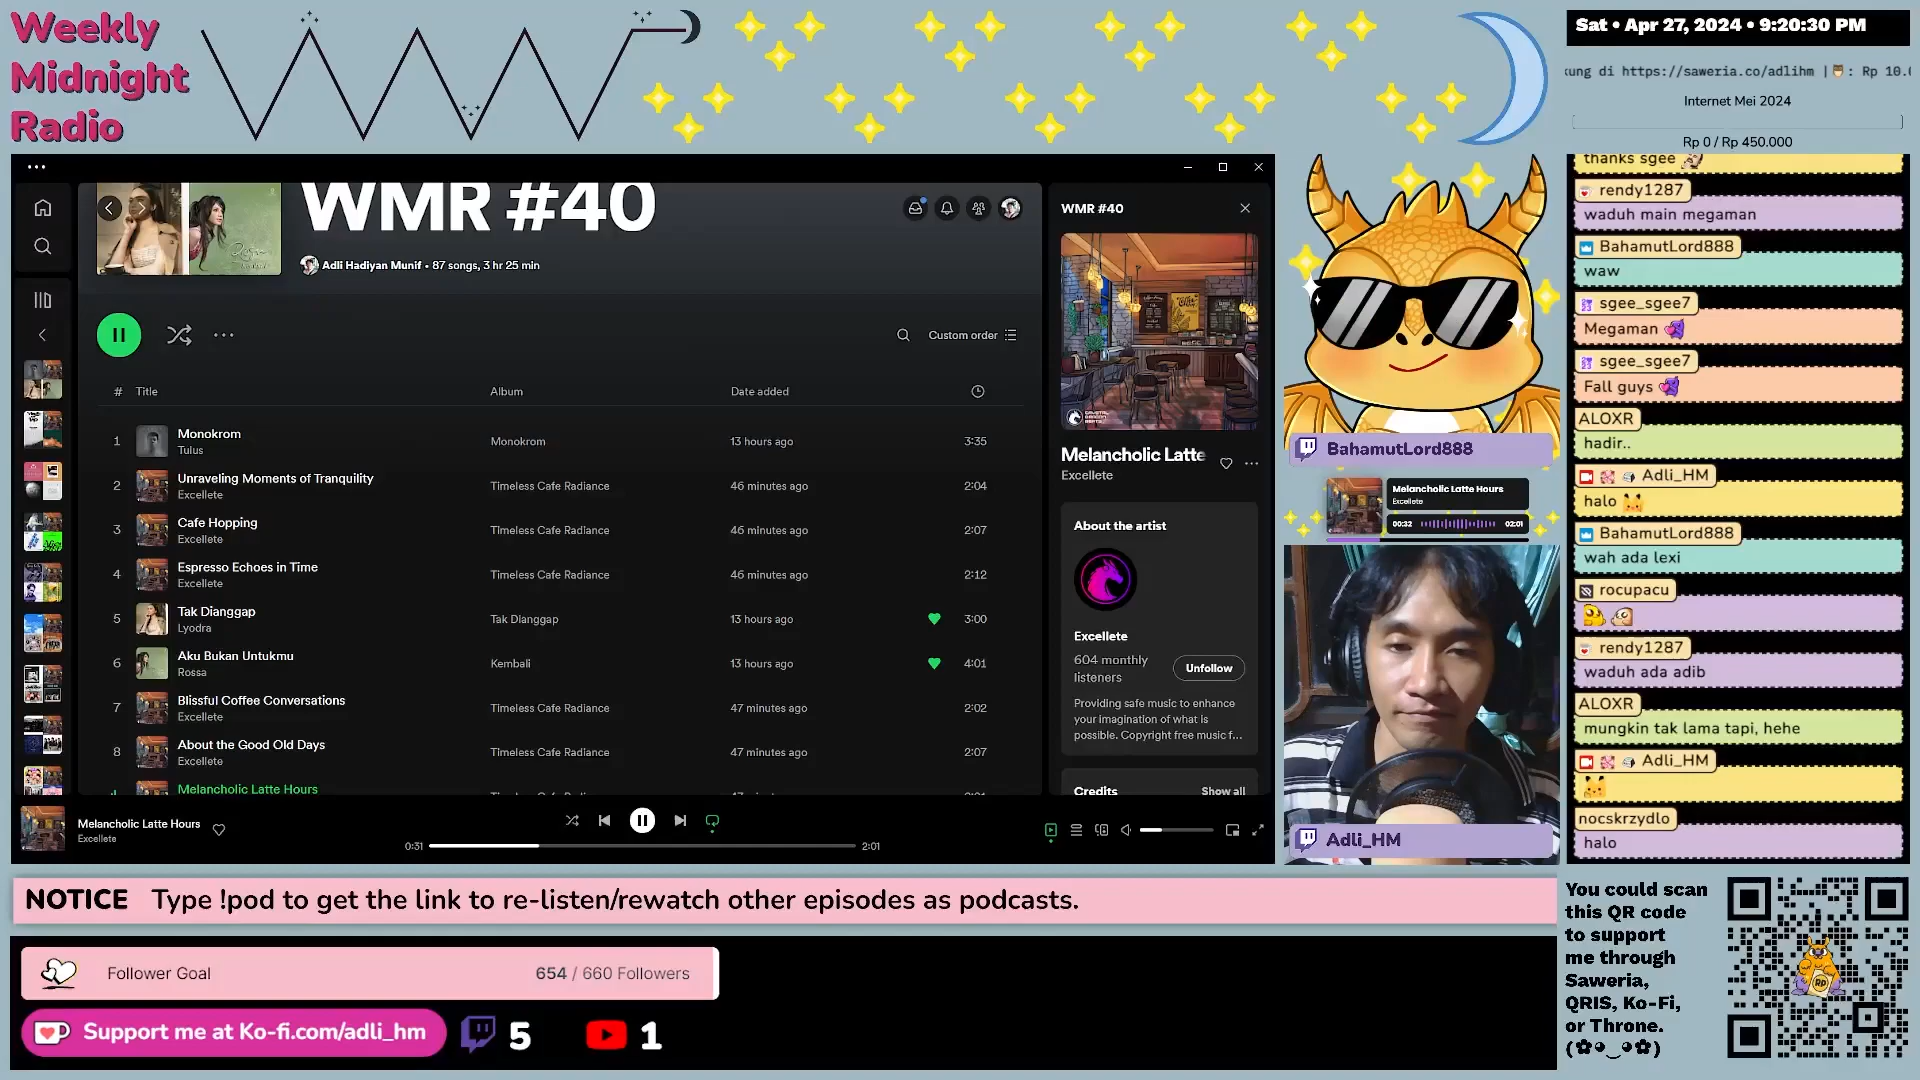 Weekly
Midnight
Radio
Sat • Apr 27, 2024 • 9:20:30 PM
kung di https://saweria.co/adlihm | : Rp 10.0
Internet Mei 2024
Rp 0 / Rp 450.000
WMR #40
Adli Hadiyan Munif • 87 songs, 3 hr 25 min
Custom order
# Title Album Date added
1 Monokrom Monokrom 13 hours ago 3:35
Tulus
2 Unraveling Moments of Tranquility Timeless Cafe Radiance 46 minutes ago 2:04
Excellete
3 Cafe Hopping Timeless Cafe Radiance 46 minutes ago 2:07
Excellete
4 Espresso Echoes in Time Timeless Cafe Radiance 46 minutes ago 2:12
Excellete
5 Tak Dianggap Tak Dianggap 13 hours ago 3:00
Lyodra
6 Aku Bukan Untukmu Kembali 13 hours ago 4:01
Rossa
7 Blissful Coffee Conversations Timeless Cafe Radiance 47 minutes ago 2:02
Excellete
8 About the Good Old Days Timeless Cafe Radiance 47 minutes ago 2:07
Excellete
Melancholic Latte Hours
WMR #40
Melancholic Latte
Excellete
About the artist
Excellete
604 monthly
listeners
Unfollow
Providing safe music to enhance
your imagination of what is
possible. Copyright free music f...
Credits Show all
Melancholic Latte Hours
Excellete
0:31 2:01
BahamutLord888
Melancholic Latte Hours
Excellete
00:32 02:01
Adli_HM
thanks sgee
rendy1287
waduh main megaman
BahamutLord888
waw
sgee_sgee7
Megaman
sgee_sgee7
Fall guys
ALOXR
hadir..
Adli_HM
halo
BahamutLord888
wah ada lexi
rocupacu
rendy1287
waduh ada adib
ALOXR
mungkin tak lama tapi, hehe
Adli_HM
nocskrzydlo
halo
NOTICE Type !pod to get the link to re-listen/rewatch other episodes as podcasts.
Follower Goal 654 / 660 Followers
Support me at Ko-fi.com/adli_hm 5 1
You could scan
this QR code
to support
me through
Saweria,
QRIS, Ko-Fi,
or Throne.
(✿◕‿◕✿)
Rp